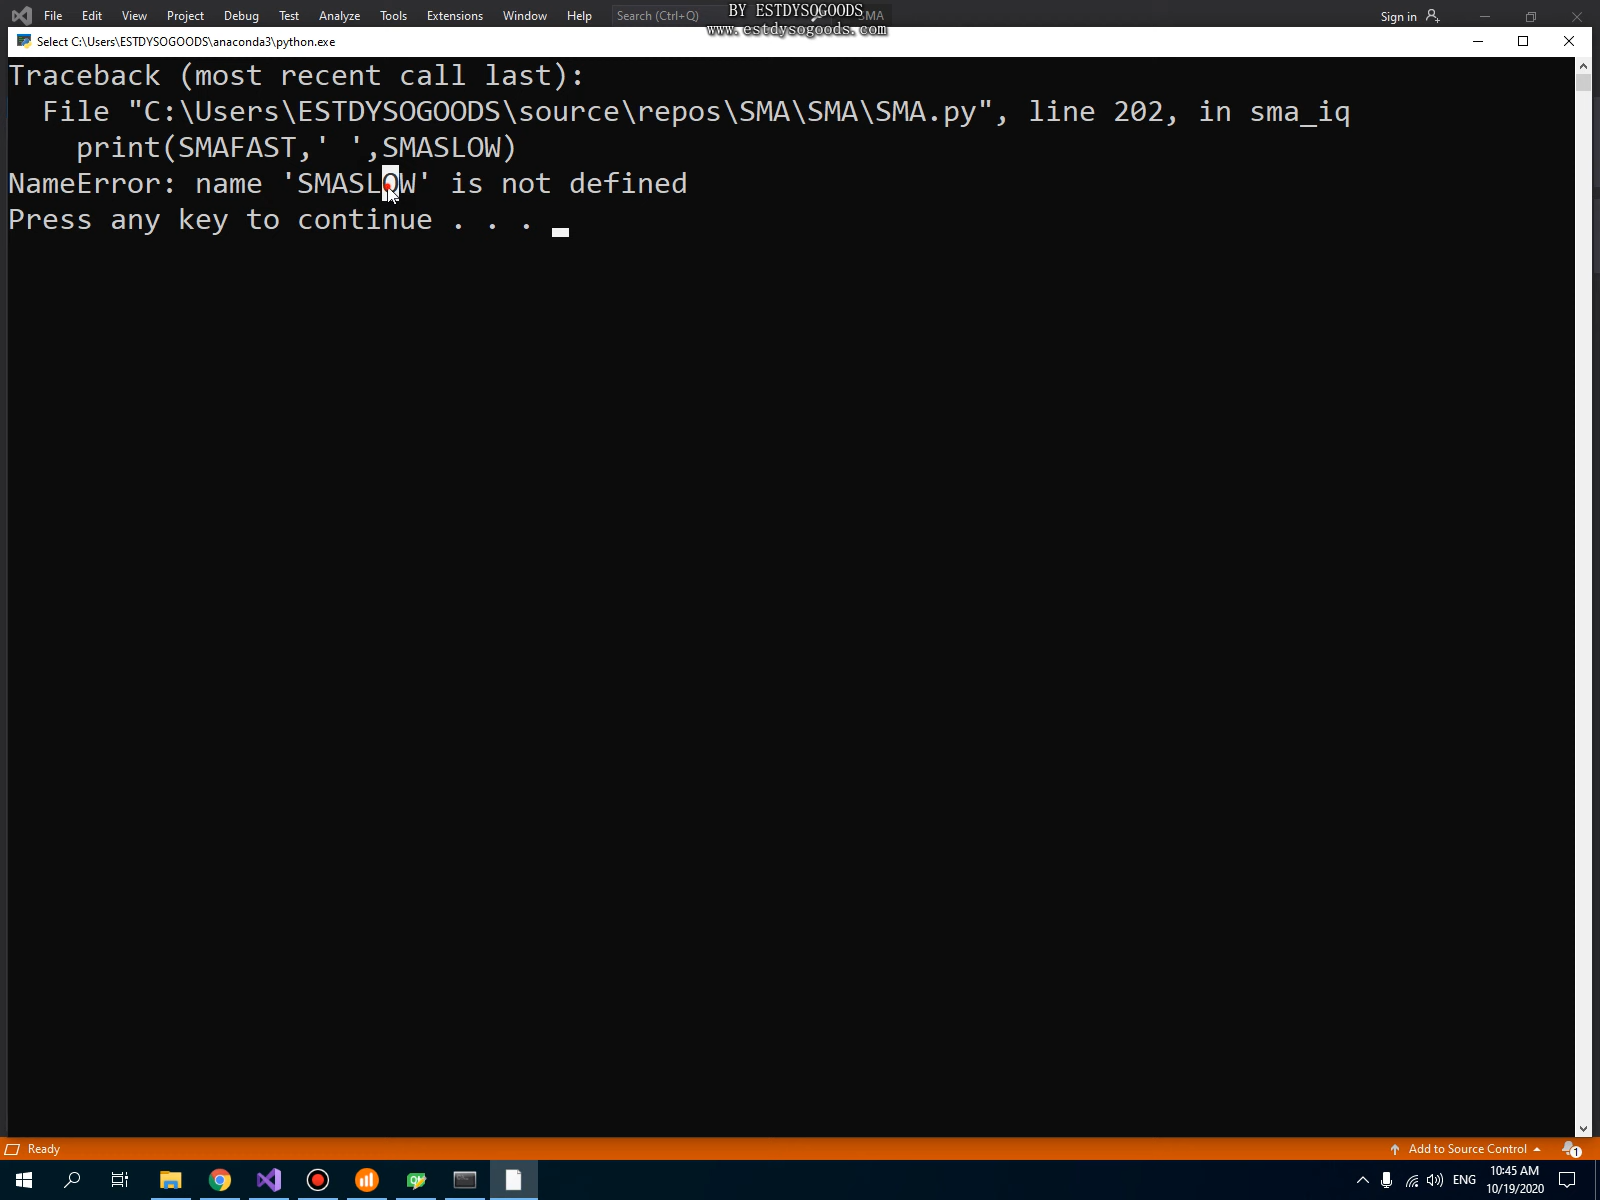 File Edit View Project Debug Test Analyze Tools Extensions Window Help Search (Ctrl+Q) SMA Sign in
BY ESTDYSOGOODS
www.estdysogoods.com
Select C:\Users\ESTDYSOGOODS\anaconda3\python.exe
Traceback (most recent call last):
File "C:\Users\ESTDYSOGOODS\source\repos\SMA\SMA\SMA.py", line 202, in sma_iq
print(SMAFAST,' ',SMASLOW)
NameError: name 'SMASLOW' is not defined
Press any key to continue . . .
Ready Add to Source Control 1
ENG 10:45 AM
10/19/2020